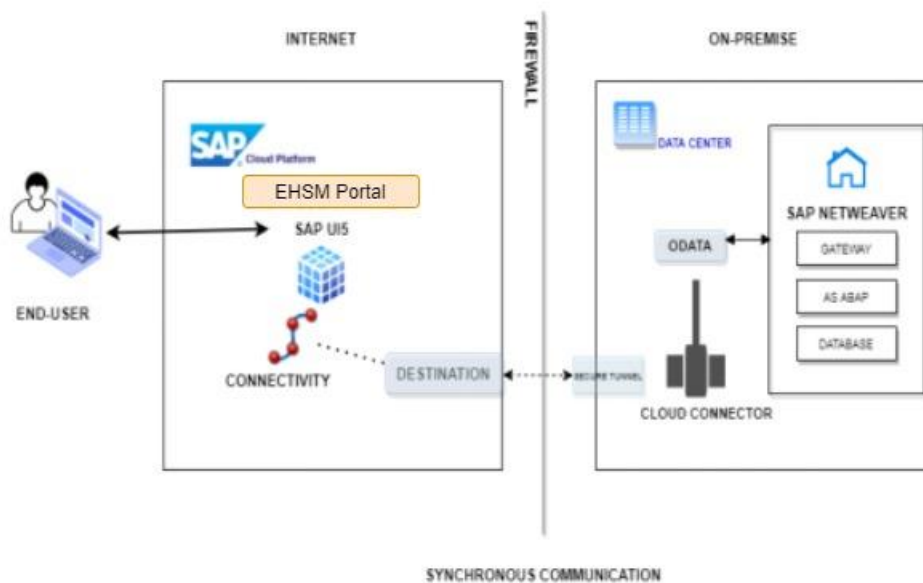 INTERNET
FIREWALL
ON-PREMISE
SAP
Cloud Platform
DATA CENTER
EHSM Portal
SAP NETWEAVER
SAP UI5
ODATA
GATEWAY
END-USER
AS ABAP
DATABASE
CONNECTIVITY
DESTINATION
SECURE TUNNEL
CLOUD CONNECTOR
SYNCHRONOUS COMMUNICATION